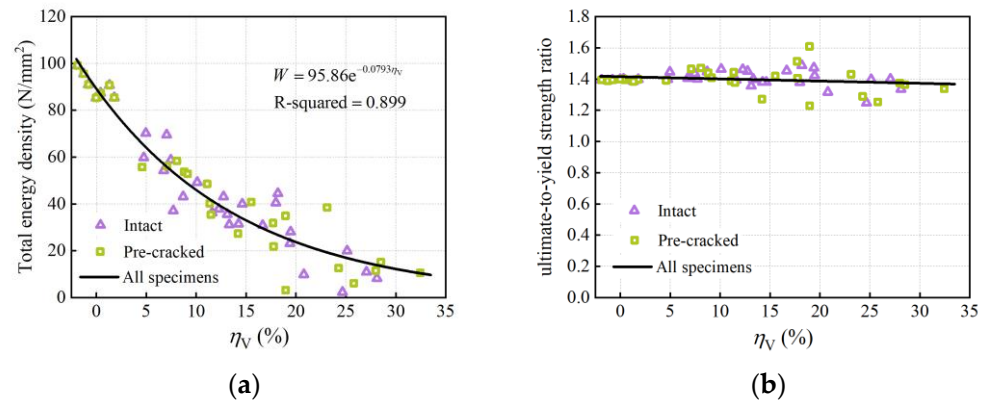 120
100
80
60
40
20
0
Total energy density (N/mm²)
W = 95.86e^−0.0793η_V
R-squared = 0.899
Intact
Pre-cracked
All specimens
0 5 10 15 20 25 30 35
η_V (%)
(a)
1.8
1.6
1.4
1.2
1.0
0.8
0.6
0.4
0.2
0.0
ultimate-to-yield strength ratio
Intact
Pre-cracked
All specimens
0 5 10 15 20 25 30 35
η_V (%)
(b)